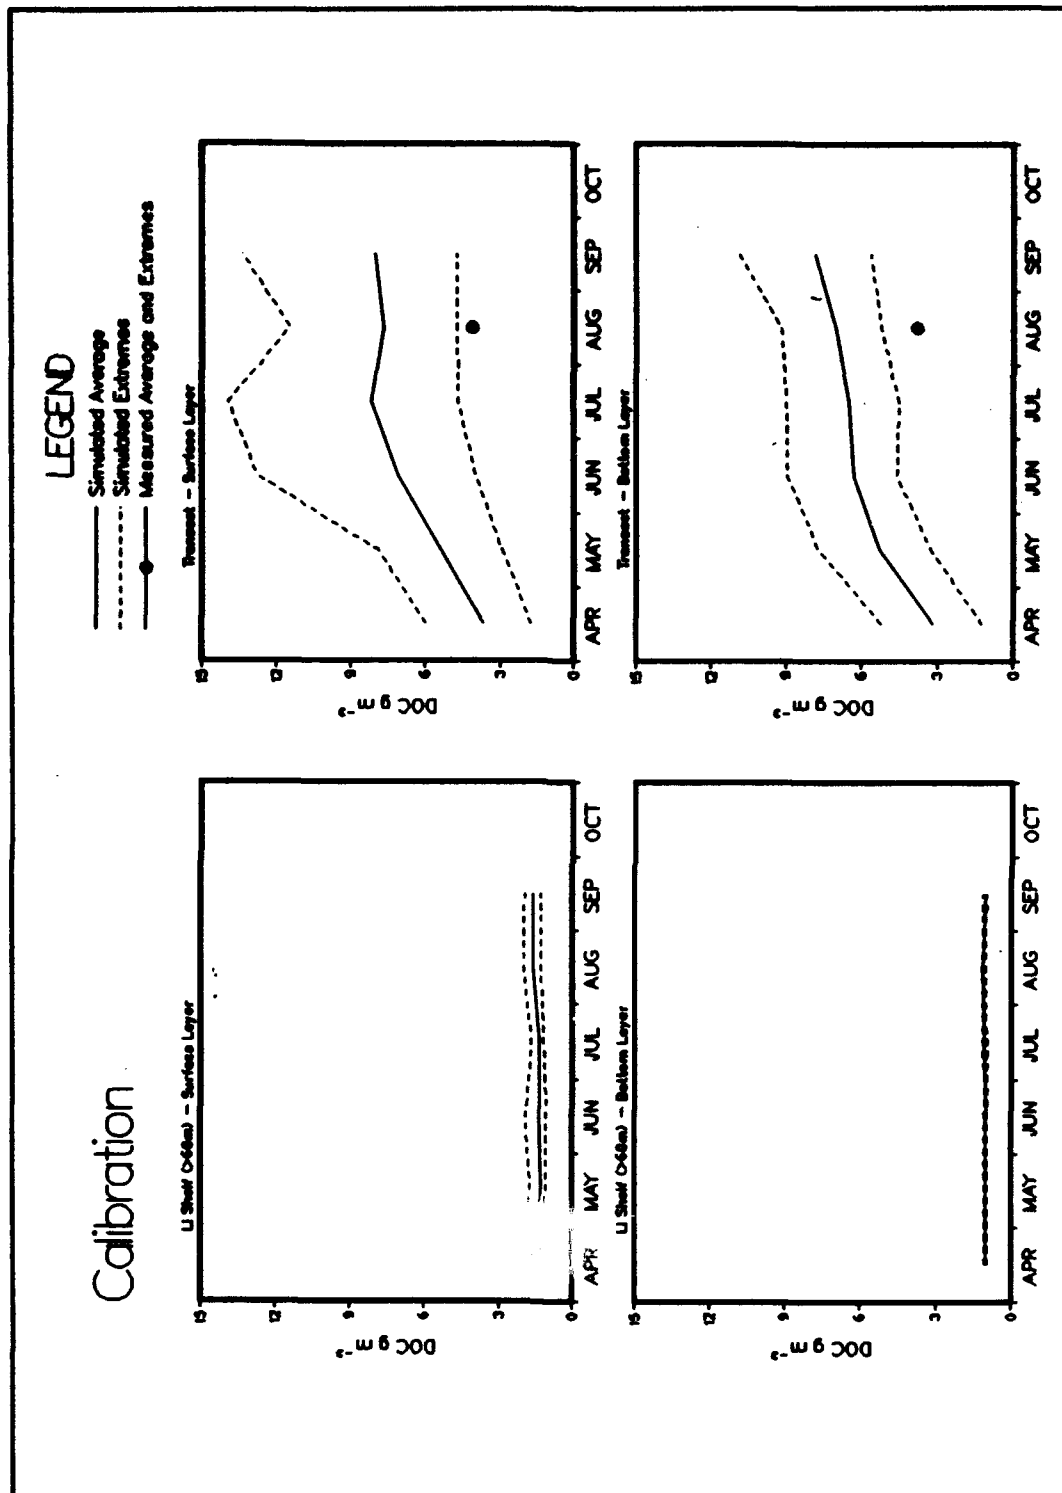 Calibration
LEGEND
Simulated Average
Simulated Extremes
Measured Average and Extremes
LI Shelf (>60m) - Surface Layer
15
12
9
6
3
0
DOC g m⁻³
APR MAY JUN JUL AUG SEP OCT
Transect - Surface Layer
15
12
9
6
3
0
DOC g m⁻³
APR MAY JUN JUL AUG SEP OCT
LI Shelf (>60m) - Bottom Layer
15
12
9
6
3
0
DOC g m⁻³
APR MAY JUN JUL AUG SEP OCT
Transect - Bottom Layer
15
12
9
6
3
0
DOC g m⁻³
APR MAY JUN JUL AUG SEP OCT